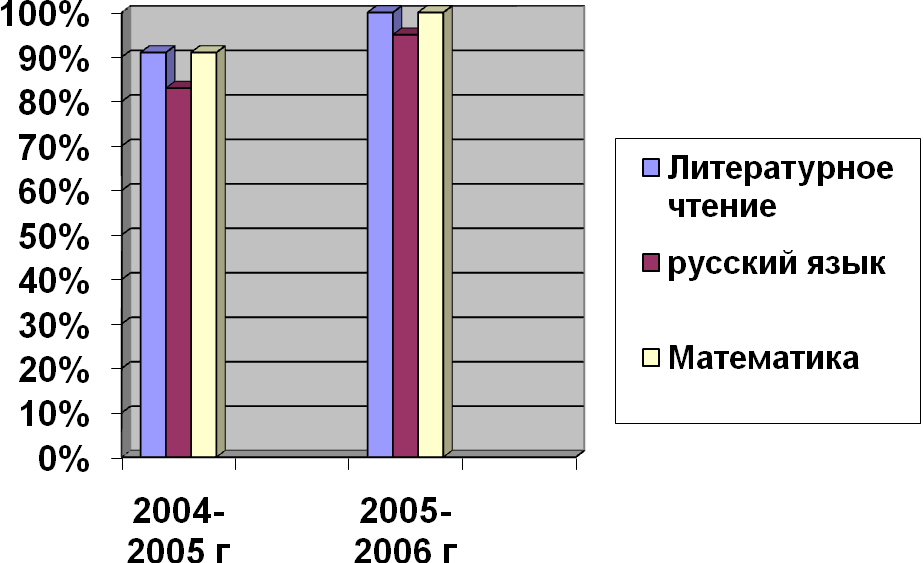 100%
90%
80%
70%
60%
50%
40%
30%
20%
10%
0%
2004-
2005 г
2005-
2006 г
Литературное
чтение
русский язык
Математика